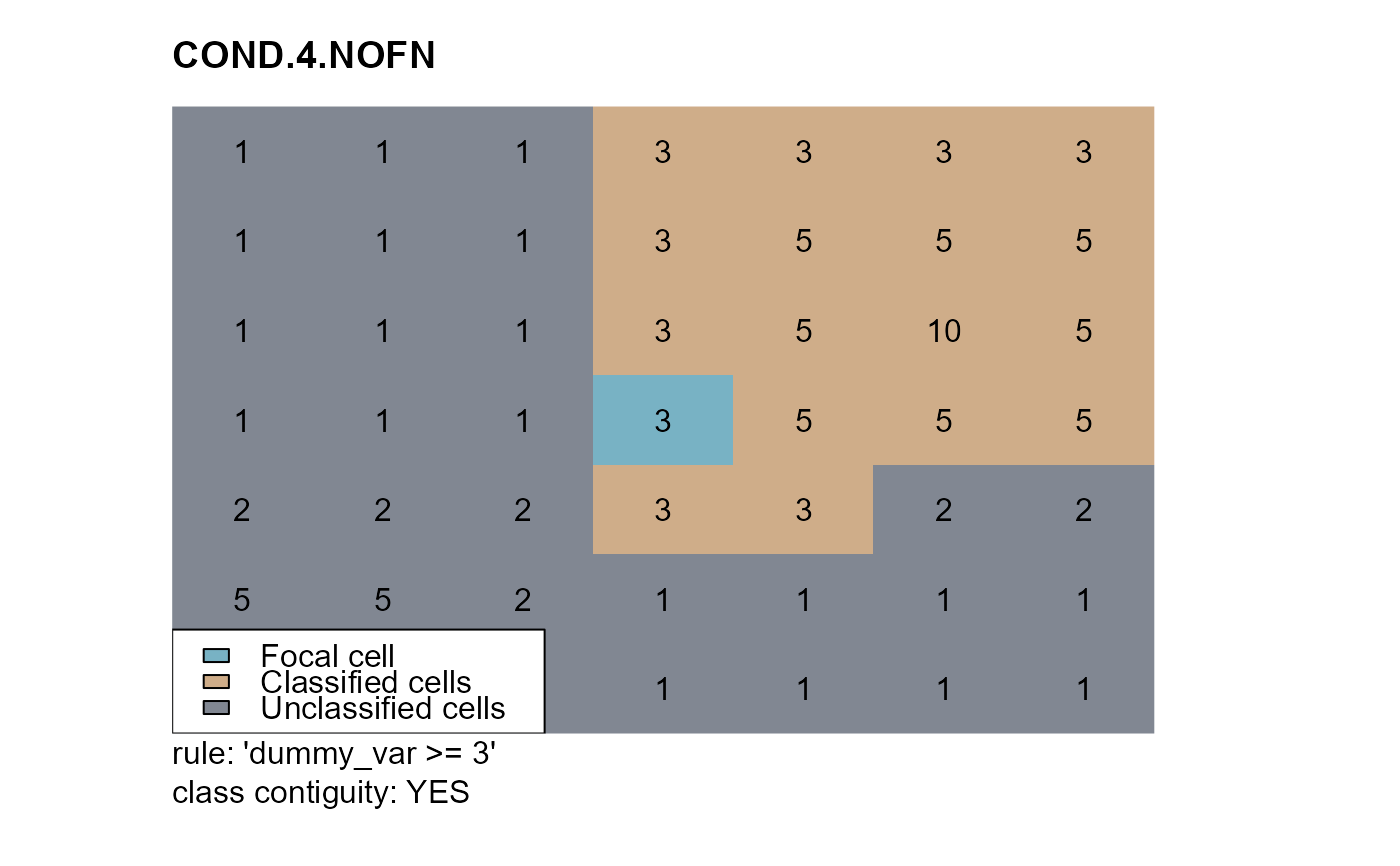 COND.4.NOFN
1 1 1 3 3 3 3
1 1 1 3 5 5 5
1 1 1 3 5 10 5
1 1 1 3 5 5 5
2 2 2 3 3 2 2
5 5 2 1 1 1 1
Focal cell
Classified cells
Unclassified cells
1 1 1 1
rule: 'dummy_var >= 3'
class contiguity: YES